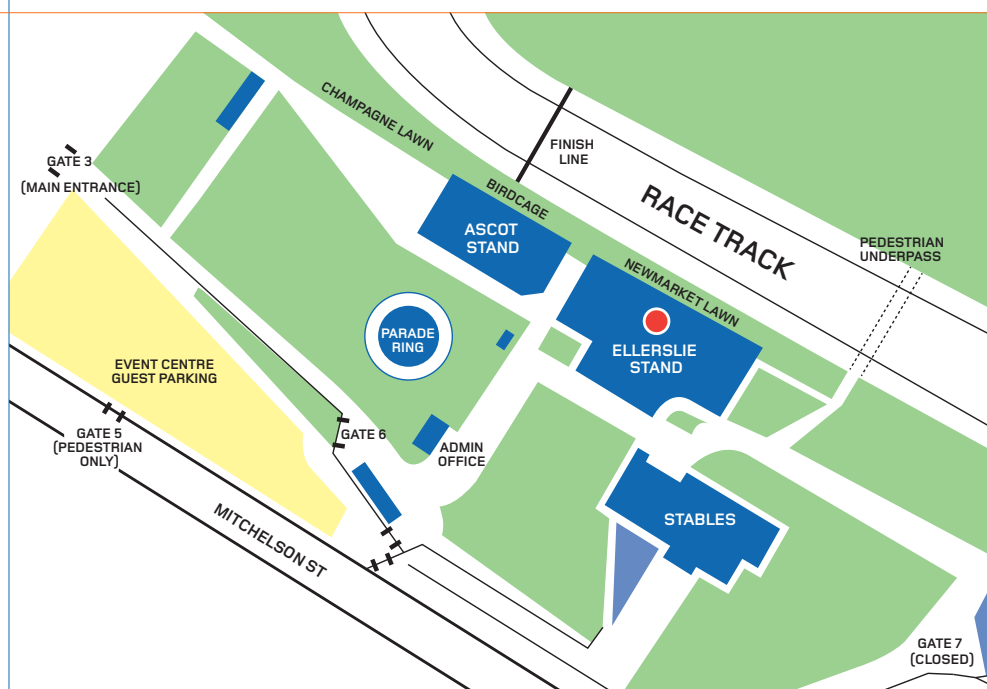 CHAMPAGNE LAWN
FINISH
LINE
GATE 3
(MAIN ENTRANCE)
BIRDCAGE
RACE TRACK
ASCOT
STAND
PEDESTRIAN
UNDERPASS
NEWMARKET LAWN
PARADE
RING
ELLERSLIE
STAND
EVENT CENTRE
GUEST PARKING
GATE 5
(PEDESTRIAN
ONLY)
GATE 6
ADMIN
OFFICE
STABLES
MITCHELSON ST
GATE 7
(CLOSED)